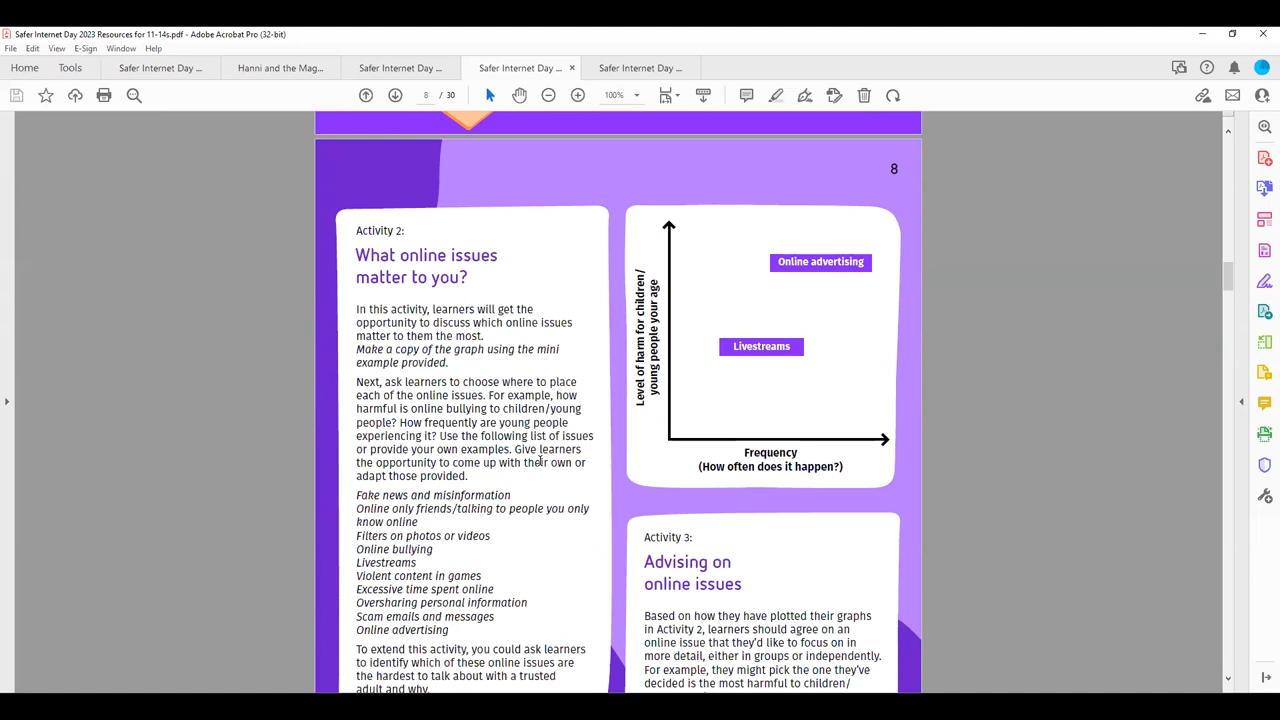 Safer Internet Day 2023 Resources for 11-14s.pdf - Adobe Acrobat Pro (32-bit)
File Edit View E-Sign Window Help
Home Tools Safer Internet Day ... Hanni and the Mag... Safer Internet Day ... Safer Internet Day ... Safer Internet Day ...
8 / 30 100%
8
Activity 2:
What online issues
matter to you?
In this activity, learners will get the
opportunity to discuss which online issues
matter to them the most.
Make a copy of the graph using the mini
example provided.
Next, ask learners to choose where to place
each of the online issues. For example, how
harmful is online bullying to children/young
people? How frequently are young people
experiencing it? Use the following list of issues
or provide your own examples. Give learners
the opportunity to come up with their own or
adapt those provided.
Fake news and misinformation
Online only friends/talking to people you only
know online
Filters on photos or videos
Online bullying
Livestreams
Violent content in games
Excessive time spent online
Oversharing personal information
Scam emails and messages
Online advertising
To extend this activity, you could ask learners
to identify which of these online issues are
the hardest to talk about with a trusted
adult and why.
Level of harm for children/
young people your age
Online advertising
Livestreams
Frequency
(How often does it happen?)
Activity 3:
Advising on
online issues
Based on how they have plotted their graphs
in Activity 2, learners should agree on an
online issue that they'd like to focus on in
more detail, either in groups or independently.
For example, they might pick the one they've
decided is the most harmful to children/